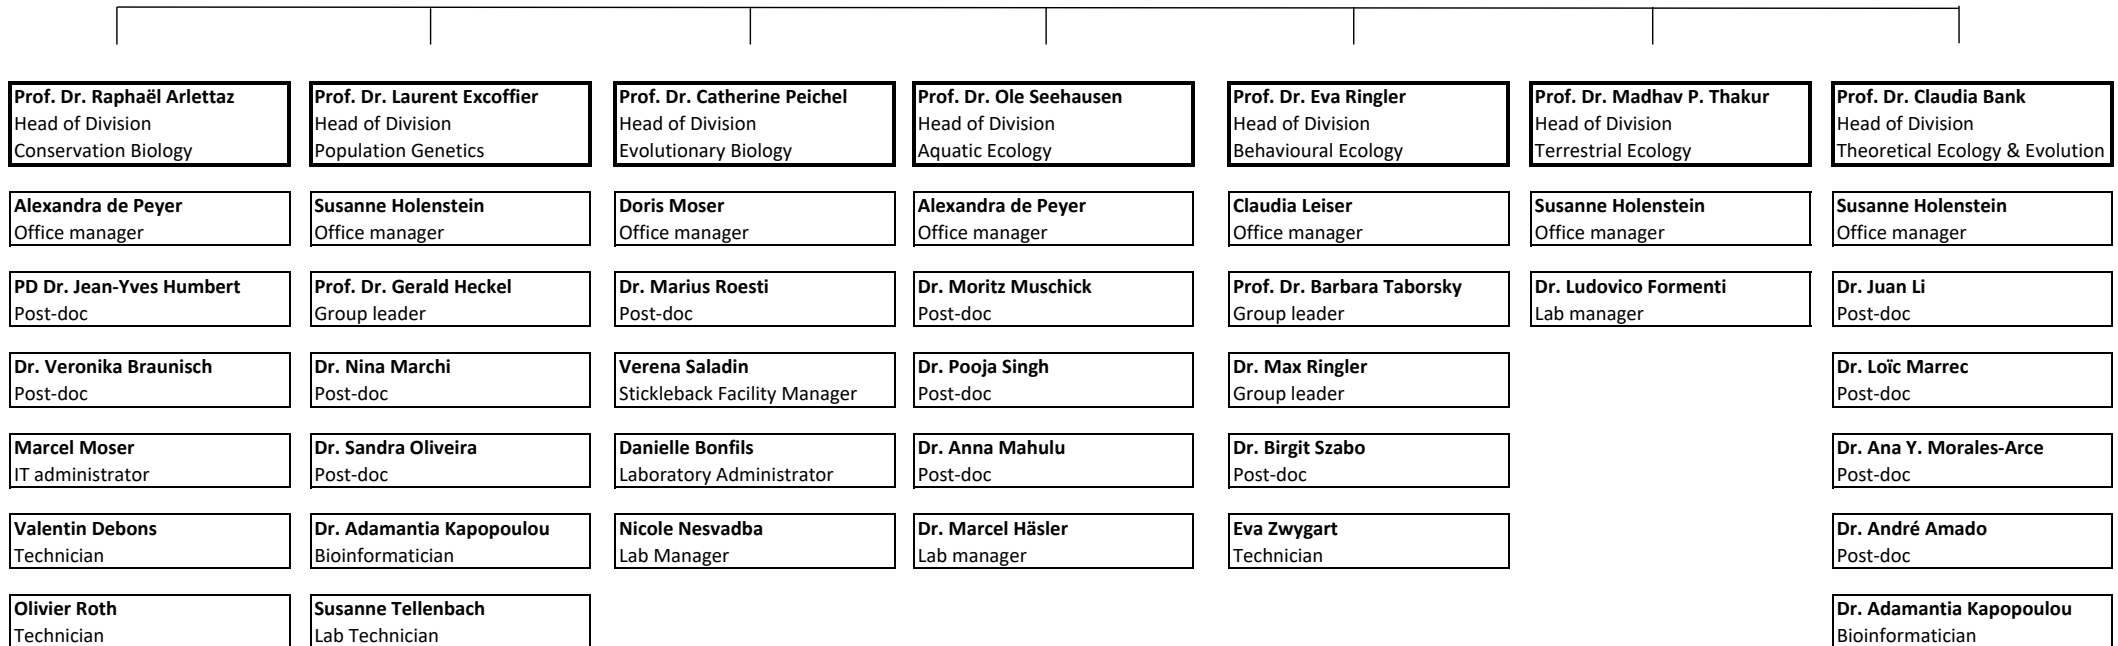 Prof. Dr. Raphaël Arlettaz
Head of Division
Conservation Biology
Alexandra de Peyer
Office manager
PD Dr. Jean-Yves Humbert
Post-doc
Dr. Veronika Braunisch
Post-doc
Marcel Moser
IT administrator
Valentin Debons
Technician
Olivier Roth
Technician
Prof. Dr. Laurent Excoffier
Head of Division
Population Genetics
Susanne Holenstein
Office manager
Prof. Dr. Gerald Heckel
Group leader
Dr. Nina Marchi
Post-doc
Dr. Sandra Oliveira
Post-doc
Dr. Adamantia Kapopoulou
Bioinformatician
Susanne Tellenbach
Lab Technician
Prof. Dr. Catherine Peichel
Head of Division
Evolutionary Biology
Doris Moser
Office manager
Dr. Marius Roesti
Post-doc
Verena Saladin
Stickleback Facility Manager
Danielle Bonfils
Laboratory Administrator
Nicole Nesvadba
Lab Manager
Prof. Dr. Ole Seehausen
Head of Division
Aquatic Ecology
Alexandra de Peyer
Office manager
Dr. Moritz Muschick
Post-doc
Dr. Pooja Singh
Post-doc
Dr. Anna Mahulu
Post-doc
Dr. Marcel Häsler
Lab manager
Prof. Dr. Eva Ringler
Head of Division
Behavioural Ecology
Claudia Leiser
Office manager
Prof. Dr. Barbara Taborsky
Group leader
Dr. Max Ringler
Group leader
Dr. Birgit Szabo
Post-doc
Eva Zwygart
Technician
Prof. Dr. Madhav P. Thakur
Head of Division
Terrestrial Ecology
Susanne Holenstein
Office manager
Dr. Ludovico Formenti
Lab manager
Prof. Dr. Claudia Bank
Head of Division
Theoretical Ecology & Evolution
Susanne Holenstein
Office manager
Dr. Juan Li
Post-doc
Dr. Loïc Marrec
Post-doc
Dr. Ana Y. Morales-Arce
Post-doc
Dr. André Amado
Post-doc
Dr. Adamantia Kapopoulou
Bioinformatician